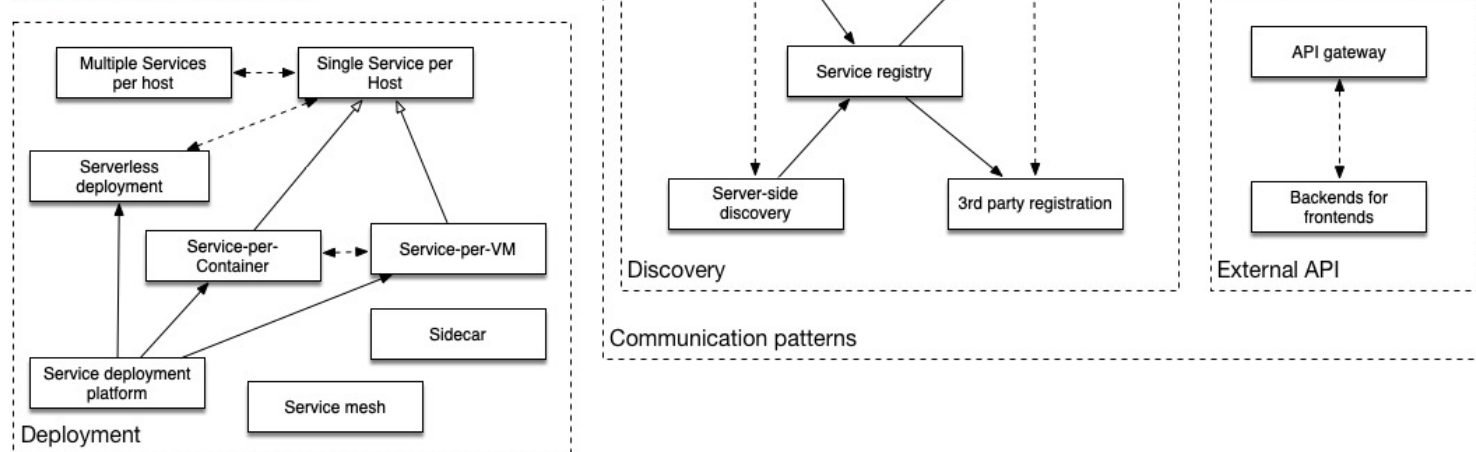 Multiple Services
per host
Single Service per
Host
Serverless
deployment
Service-per-
Container
Service-per-VM
Sidecar
Service deployment
platform
Service mesh
Deployment
Service registry
Server-side
discovery
3rd party registration
Discovery
Communication patterns
API gateway
Backends for
frontends
External API